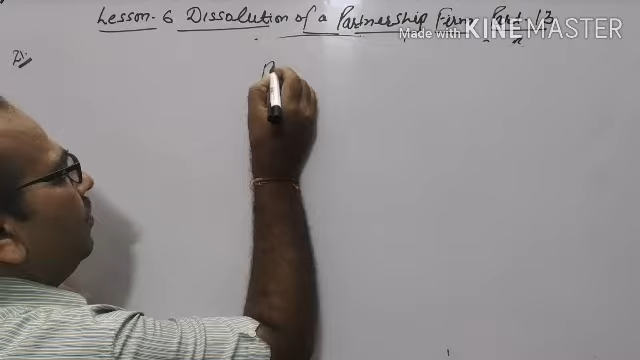 Lesson-6 Dissolution of a Partnership Firm Part 13
Made with KINEMASTER